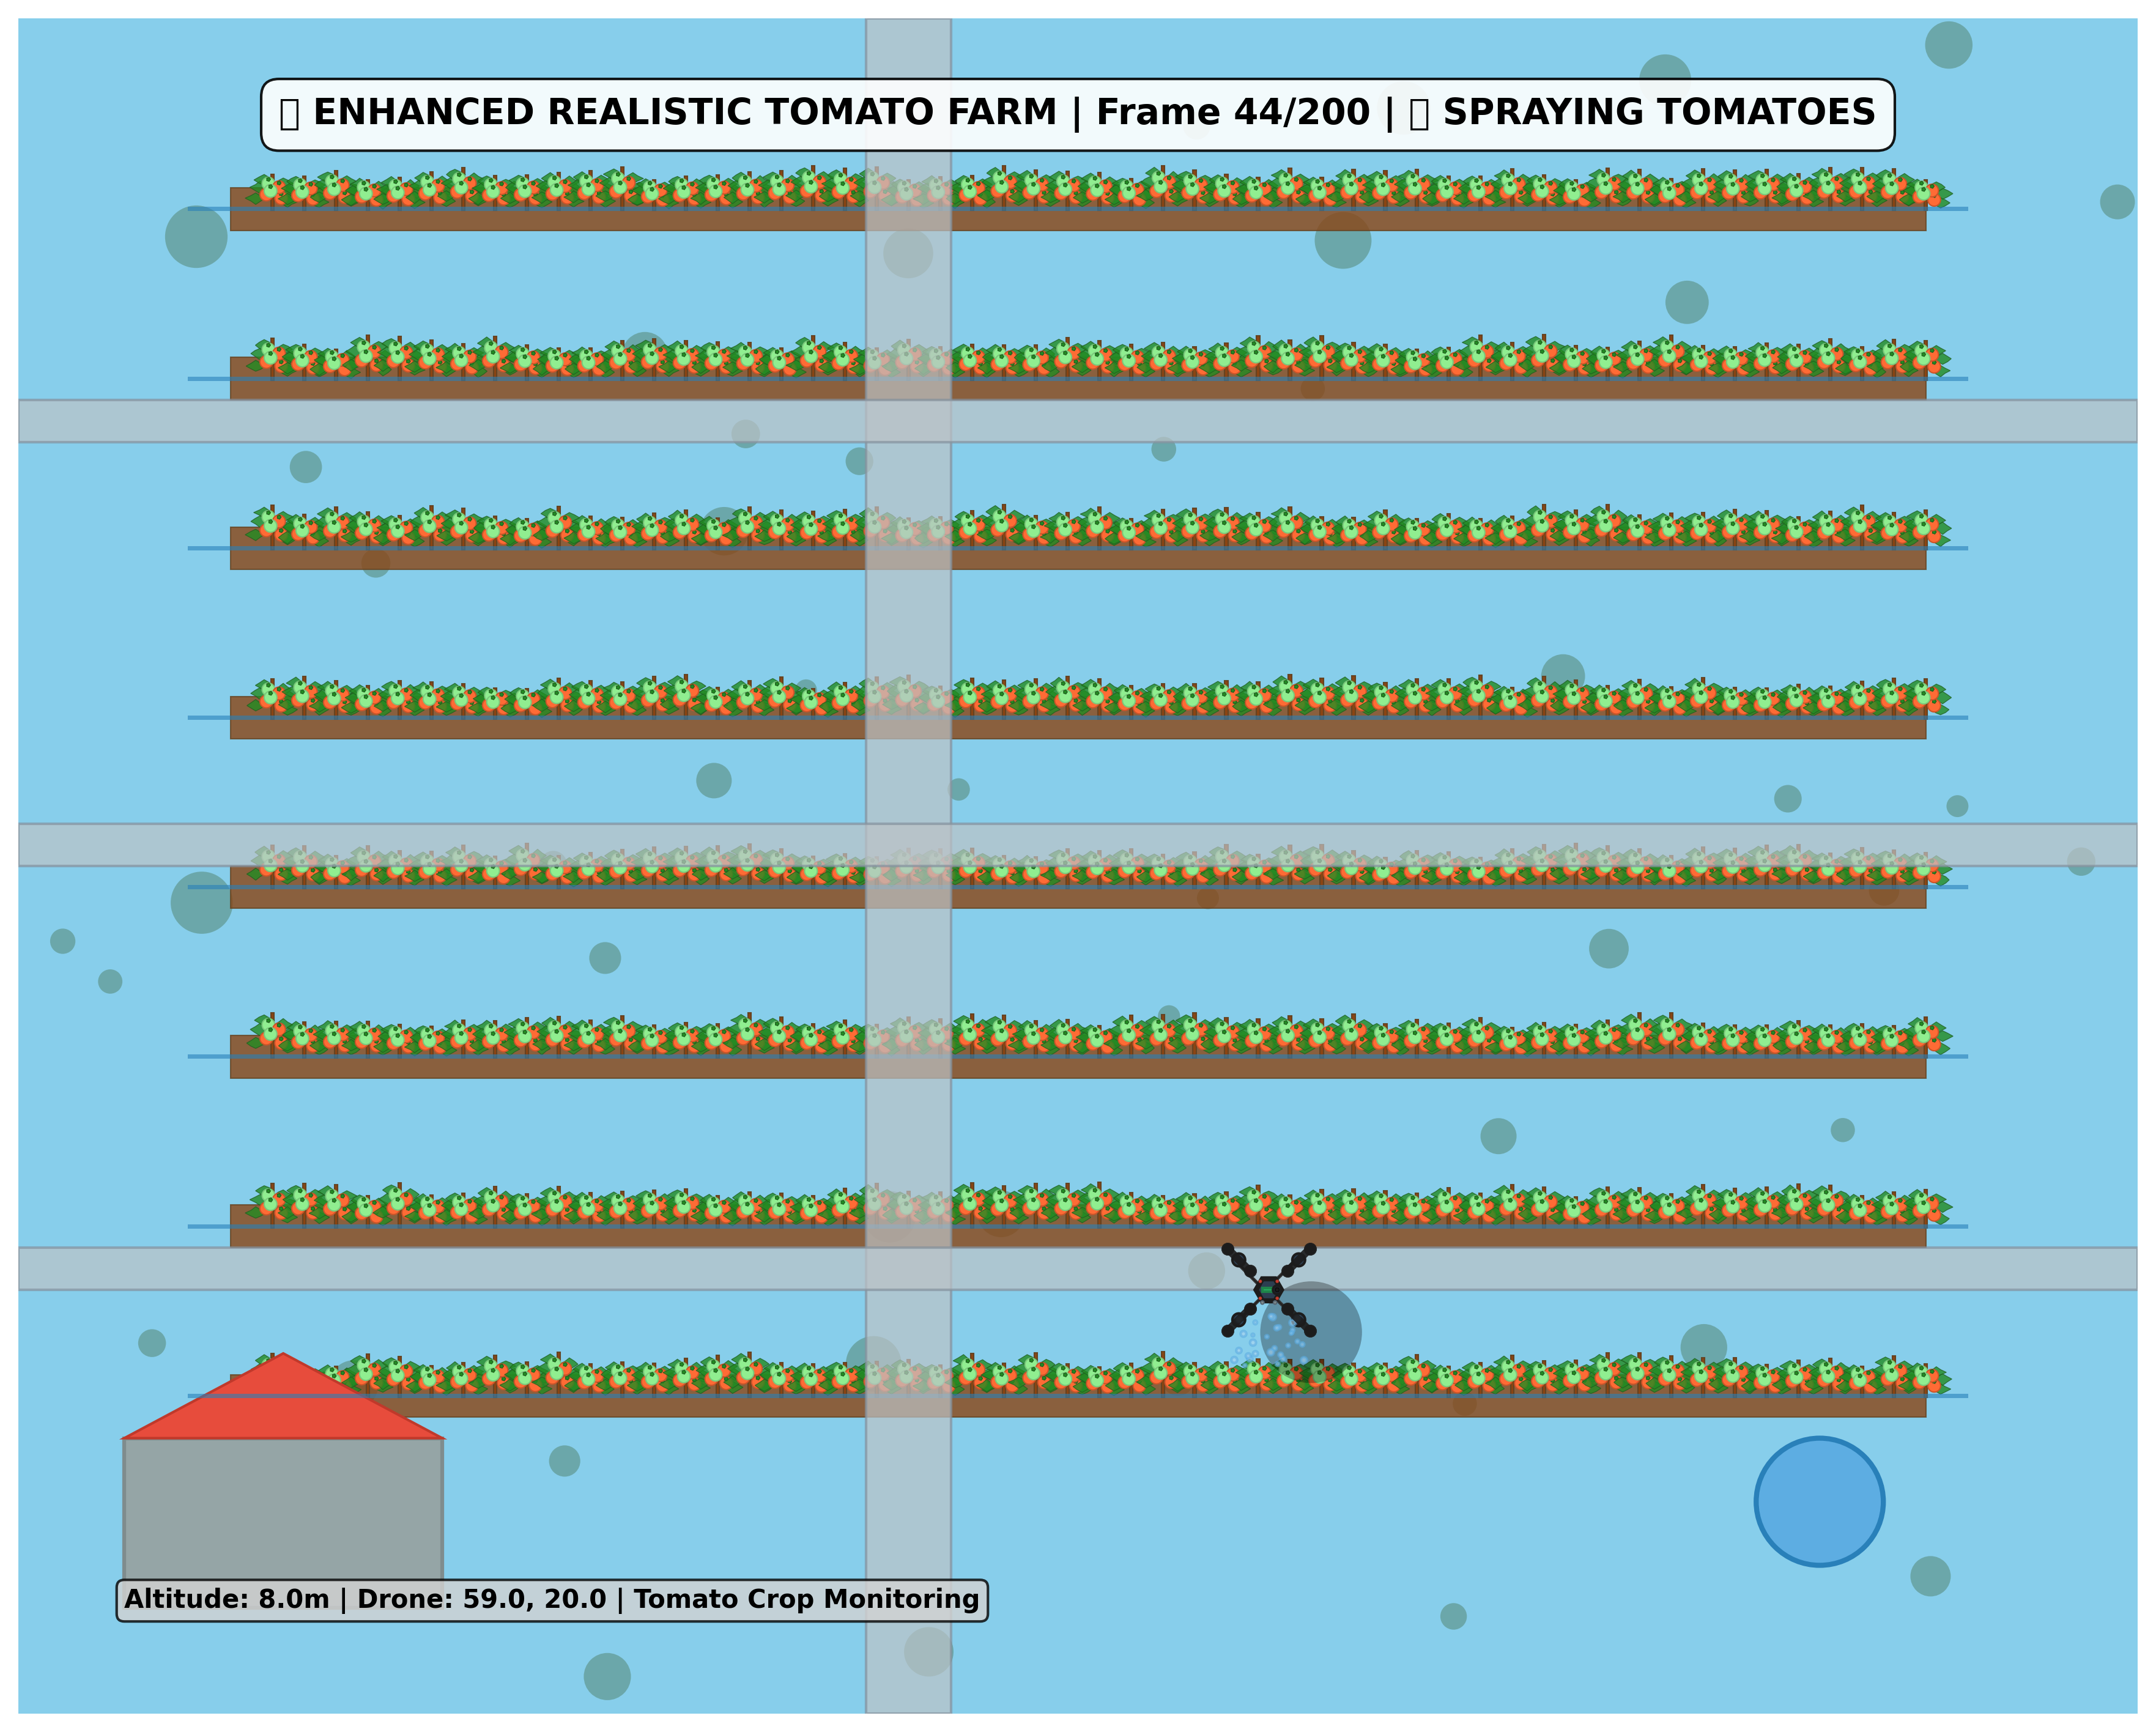 ▯ ENHANCED REALISTIC TOMATO FARM | Frame 44/200 | ▯ SPRAYING TOMATOES
Altitude: 8.0m | Drone: 59.0, 20.0 | Tomato Crop Monitoring